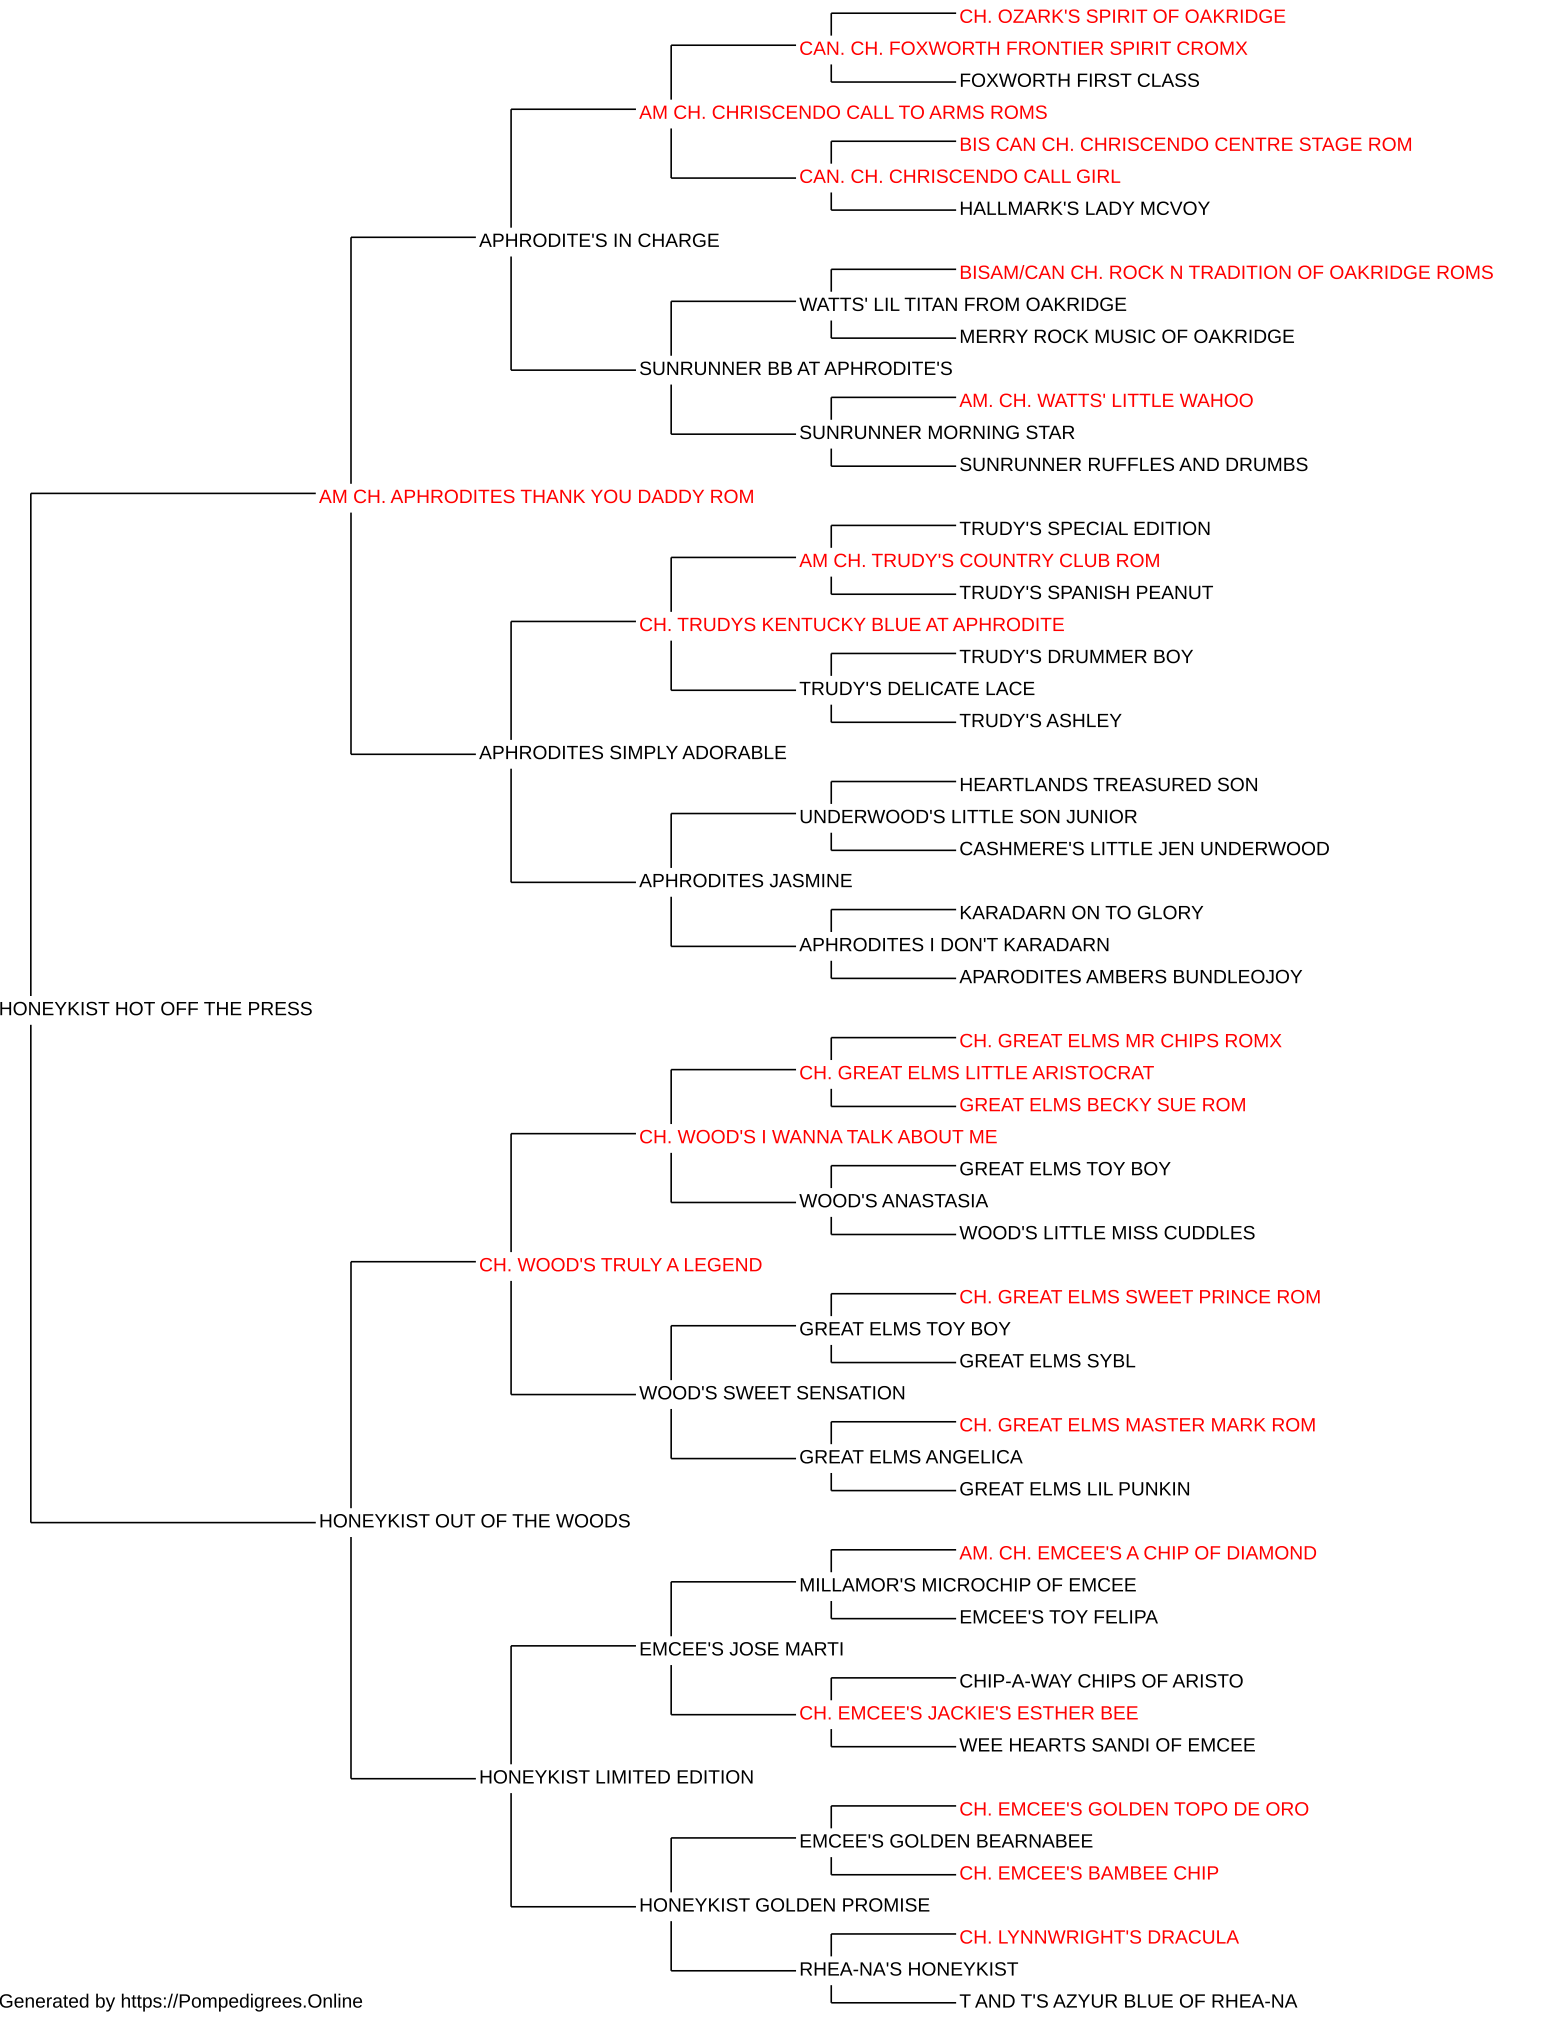 CH. OZARK'S SPIRIT OF OAKRIDGE
CAN. CH. FOXWORTH FRONTIER SPIRIT CROMX
FOXWORTH FIRST CLASS
AM CH. CHRISCENDO CALL TO ARMS ROMS
BIS CAN CH. CHRISCENDO CENTRE STAGE ROM
CAN. CH. CHRISCENDO CALL GIRL
HALLMARK'S LADY MCVOY
APHRODITE'S IN CHARGE
BISAM/CAN CH. ROCK N TRADITION OF OAKRIDGE ROMS
WATTS' LIL TITAN FROM OAKRIDGE
MERRY ROCK MUSIC OF OAKRIDGE
SUNRUNNER BB AT APHRODITE'S
AM. CH. WATTS' LITTLE WAHOO
SUNRUNNER MORNING STAR
SUNRUNNER RUFFLES AND DRUMBS
AM CH. APHRODITES THANK YOU DADDY ROM
TRUDY'S SPECIAL EDITION
AM CH. TRUDY'S COUNTRY CLUB ROM
TRUDY'S SPANISH PEANUT
CH. TRUDYS KENTUCKY BLUE AT APHRODITE
TRUDY'S DRUMMER BOY
TRUDY'S DELICATE LACE
TRUDY'S ASHLEY
APHRODITES SIMPLY ADORABLE
HEARTLANDS TREASURED SON
UNDERWOOD'S LITTLE SON JUNIOR
CASHMERE'S LITTLE JEN UNDERWOOD
APHRODITES JASMINE
KARADARN ON TO GLORY
APHRODITES I DON'T KARADARN
APARODITES AMBERS BUNDLEOJOY
HONEYKIST HOT OFF THE PRESS
CH. GREAT ELMS MR CHIPS ROMX
CH. GREAT ELMS LITTLE ARISTOCRAT
GREAT ELMS BECKY SUE ROM
CH. WOOD'S I WANNA TALK ABOUT ME
GREAT ELMS TOY BOY
WOOD'S ANASTASIA
WOOD'S LITTLE MISS CUDDLES
CH. WOOD'S TRULY A LEGEND
CH. GREAT ELMS SWEET PRINCE ROM
GREAT ELMS TOY BOY
GREAT ELMS SYBL
WOOD'S SWEET SENSATION
CH. GREAT ELMS MASTER MARK ROM
GREAT ELMS ANGELICA
GREAT ELMS LIL PUNKIN
HONEYKIST OUT OF THE WOODS
AM. CH. EMCEE'S A CHIP OF DIAMOND
MILLAMOR'S MICROCHIP OF EMCEE
EMCEE'S TOY FELIPA
EMCEE'S JOSE MARTI
CHIP-A-WAY CHIPS OF ARISTO
CH. EMCEE'S JACKIE'S ESTHER BEE
WEE HEARTS SANDI OF EMCEE
HONEYKIST LIMITED EDITION
CH. EMCEE'S GOLDEN TOPO DE ORO
EMCEE'S GOLDEN BEARNABEE
CH. EMCEE'S BAMBEE CHIP
HONEYKIST GOLDEN PROMISE
CH. LYNNWRIGHT'S DRACULA
RHEA-NA'S HONEYKIST
T AND T'S AZYUR BLUE OF RHEA-NA
Generated by https://Pompedigrees.Online